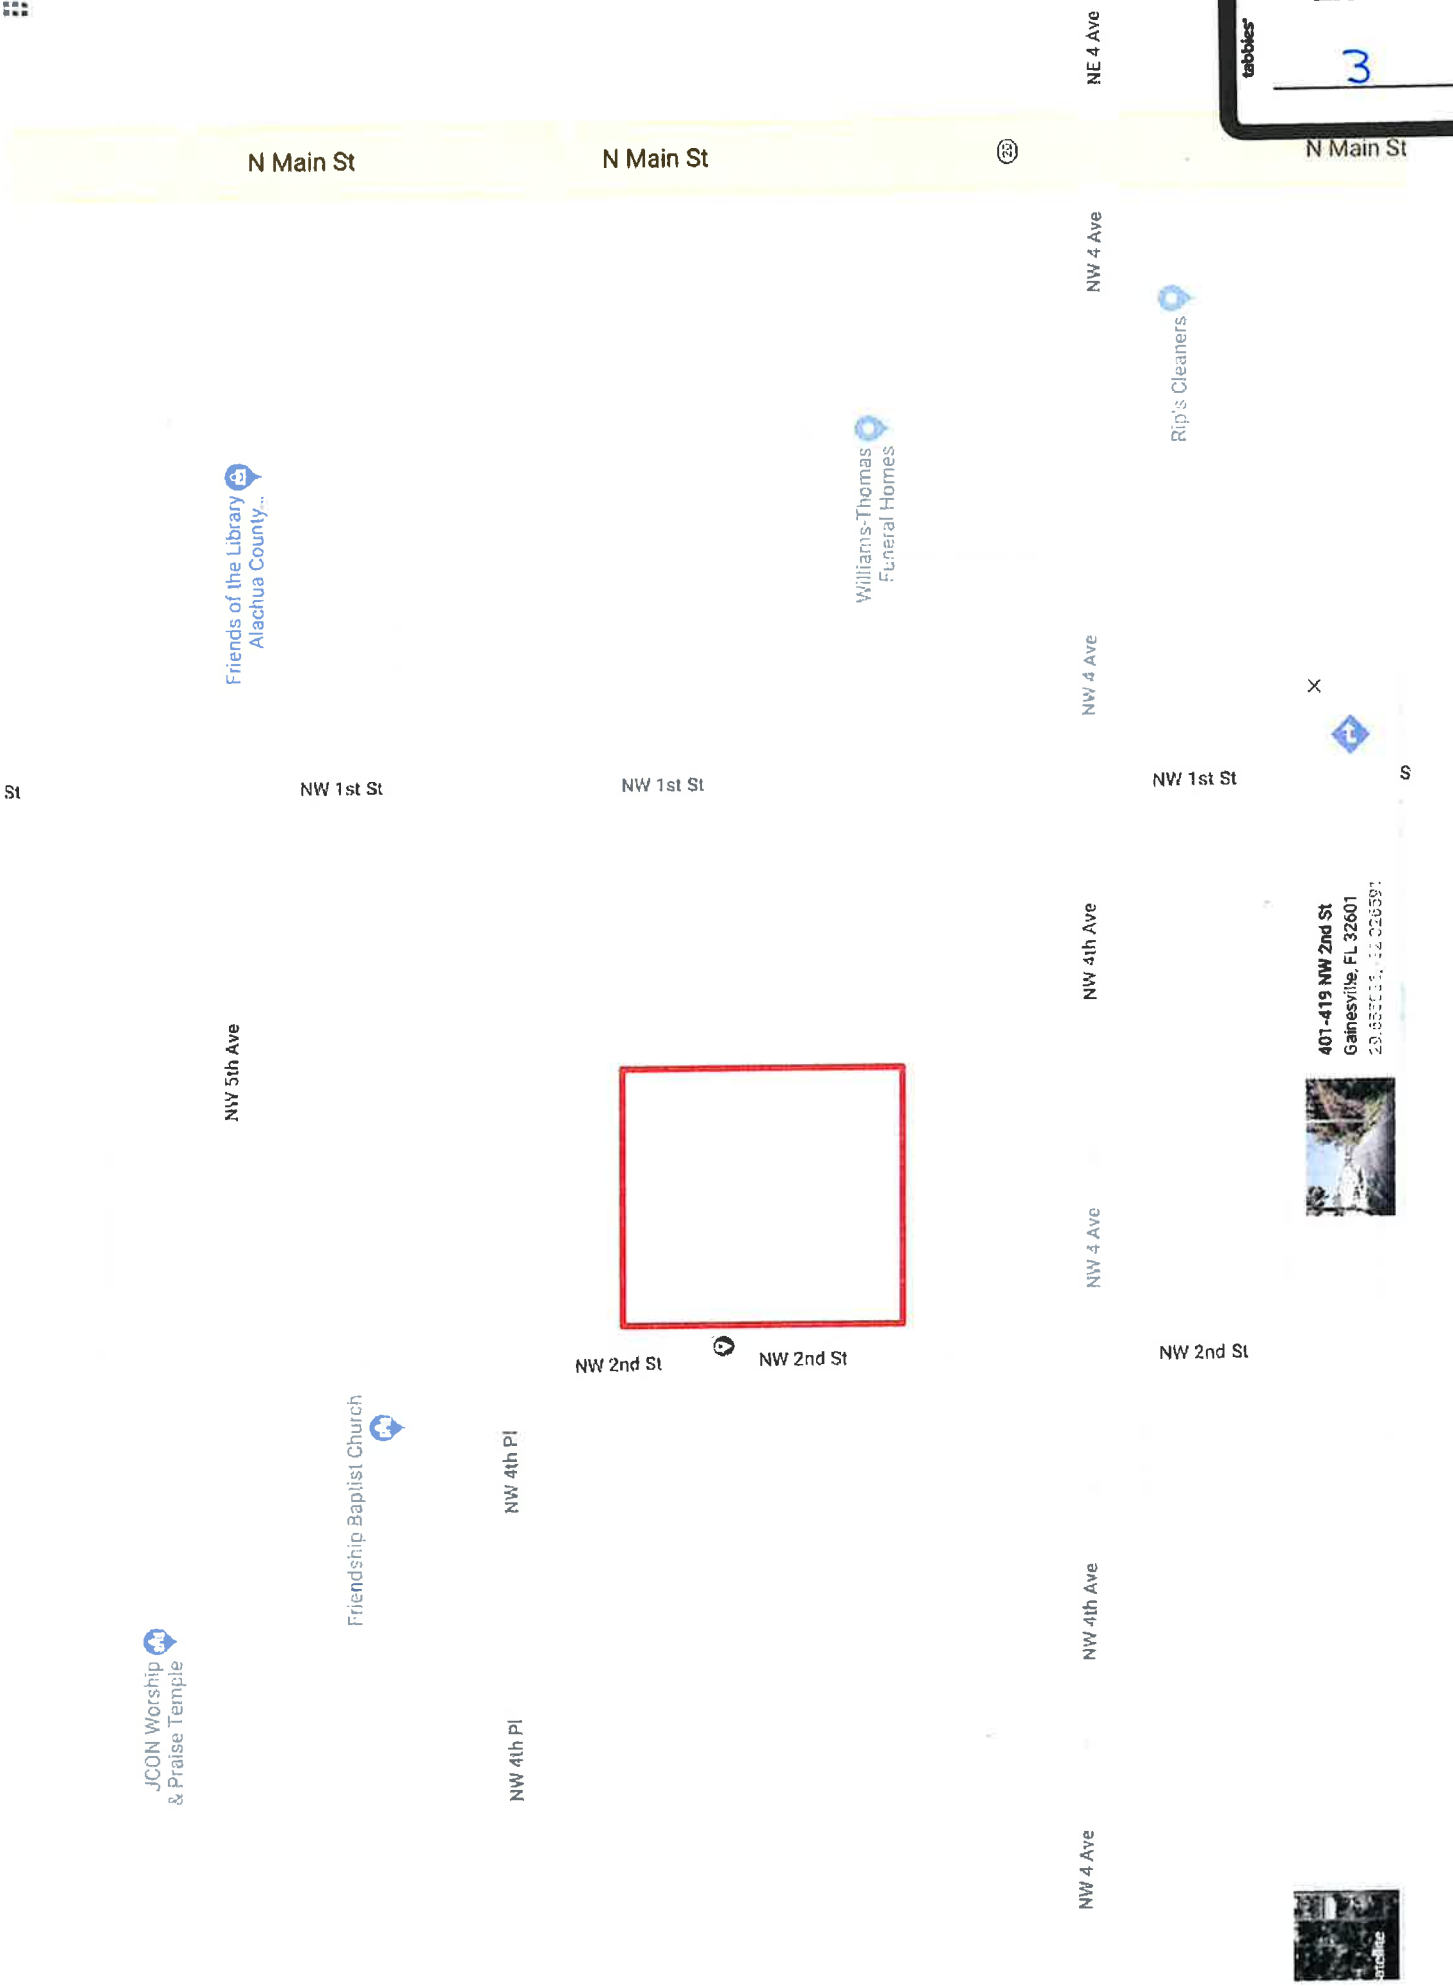 tabbies®
3
NE 4 Ave
N Main St
N Main St
20
N Main St
NW 4 Ave
Rip's Cleaners
Friends of the Library
Alachua County...
Williams-Thomas
Funeral Homes
NW 4 Ave
St
NW 1st St
NW 1st St
NW 1st St
S
NW 4th Ave
401-419 NW 2nd St
Gainesville, FL 32601
NW 5th Ave
NW 4 Ave
NW 2nd St
NW 2nd St
NW 2nd St
Friendship Baptist Church
NW 4th Pl
NW 4th Ave
JCON Worship
& Praise Temple
NW 4th Pl
NW 4 Ave